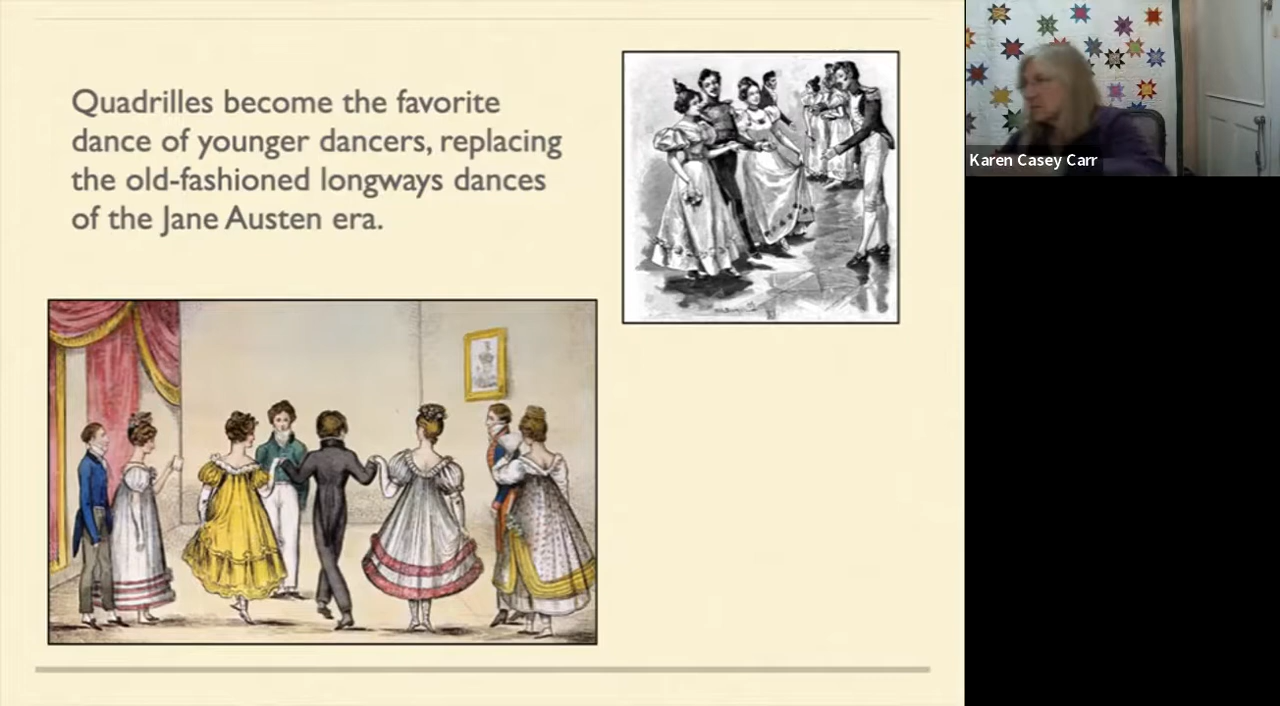 Quadrilles become the favorite
dance of younger dancers, replacing
the old-fashioned longways dances
of the Jane Austen era.
Karen Casey Carr